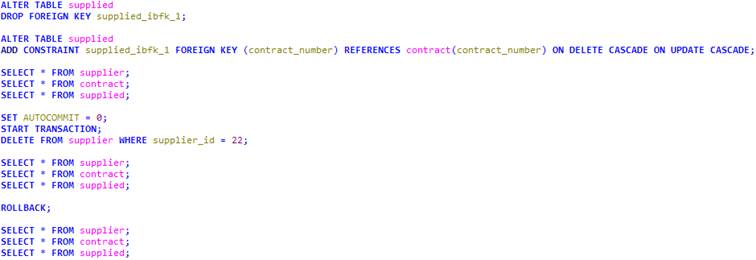 ALTER TABLE supplied
DROP FOREIGN KEY supplied_ibfk_1;
ALTER TABLE supplied
ADD CONSTRAINT supplied_ibfk_1 FOREIGN KEY (contract_number) REFERENCES contract(contract_number) ON DELETE CASCADE ON UPDATE CASCADE;
SELECT * FROM supplier;
SELECT * FROM contract;
SELECT * FROM supplied;
SET AUTOCOMMIT = 0;
START TRANSACTION;
DELETE FROM supplier WHERE supplier_id = 22;
SELECT * FROM supplier;
SELECT * FROM contract;
SELECT * FROM supplied;
ROLLBACK;
SELECT * FROM supplier;
SELECT * FROM contract;
SELECT * FROM supplied;